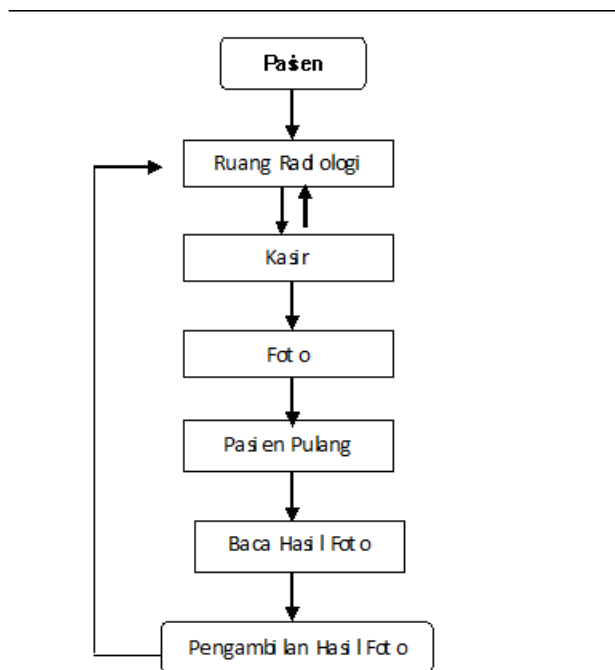 Pasien
Ruang Radiologi
Kasir
Foto
Pasien Pulang
Baca Hasil Foto
Pengambilan Hasil Foto